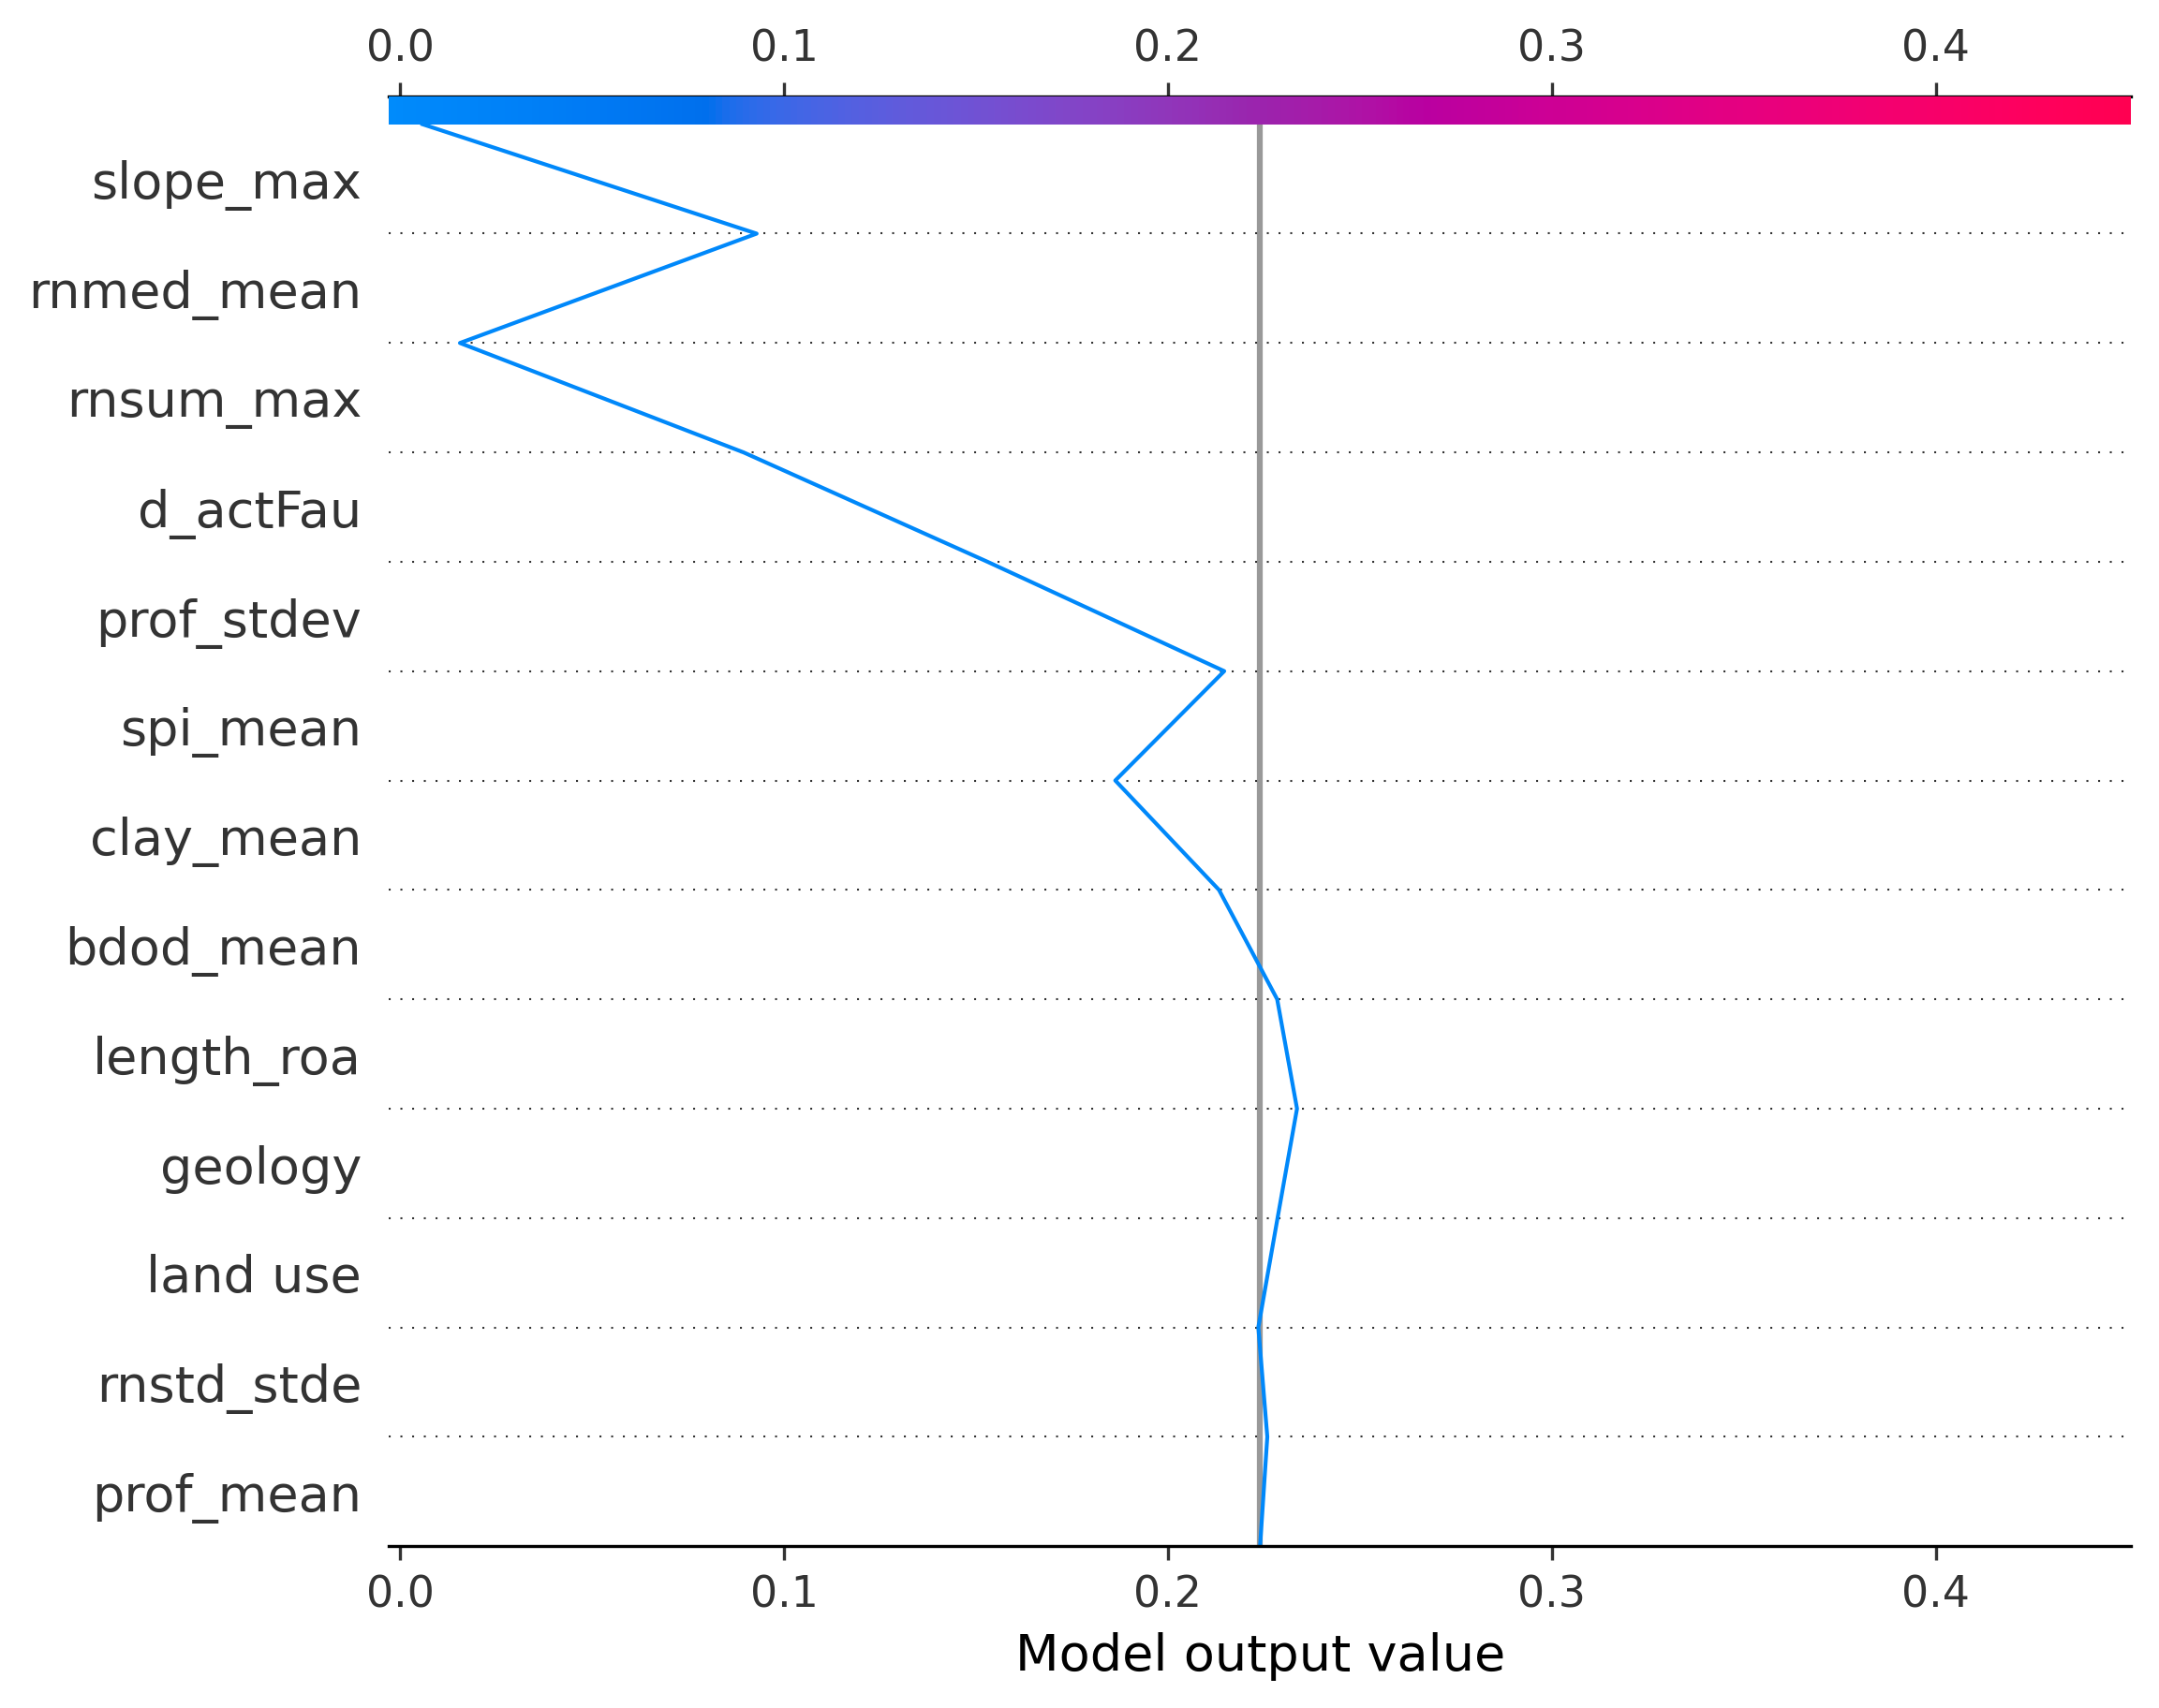 0.0 0.1 0.2 0.3 0.4
slope_max
rnmed_mean
rnsum_max
d_actFau
prof_stdev
spi_mean
clay_mean
bdod_mean
length_roa
geology
land use
rnstd_stde
prof_mean
0.0 0.1 0.2 0.3 0.4
Model output value